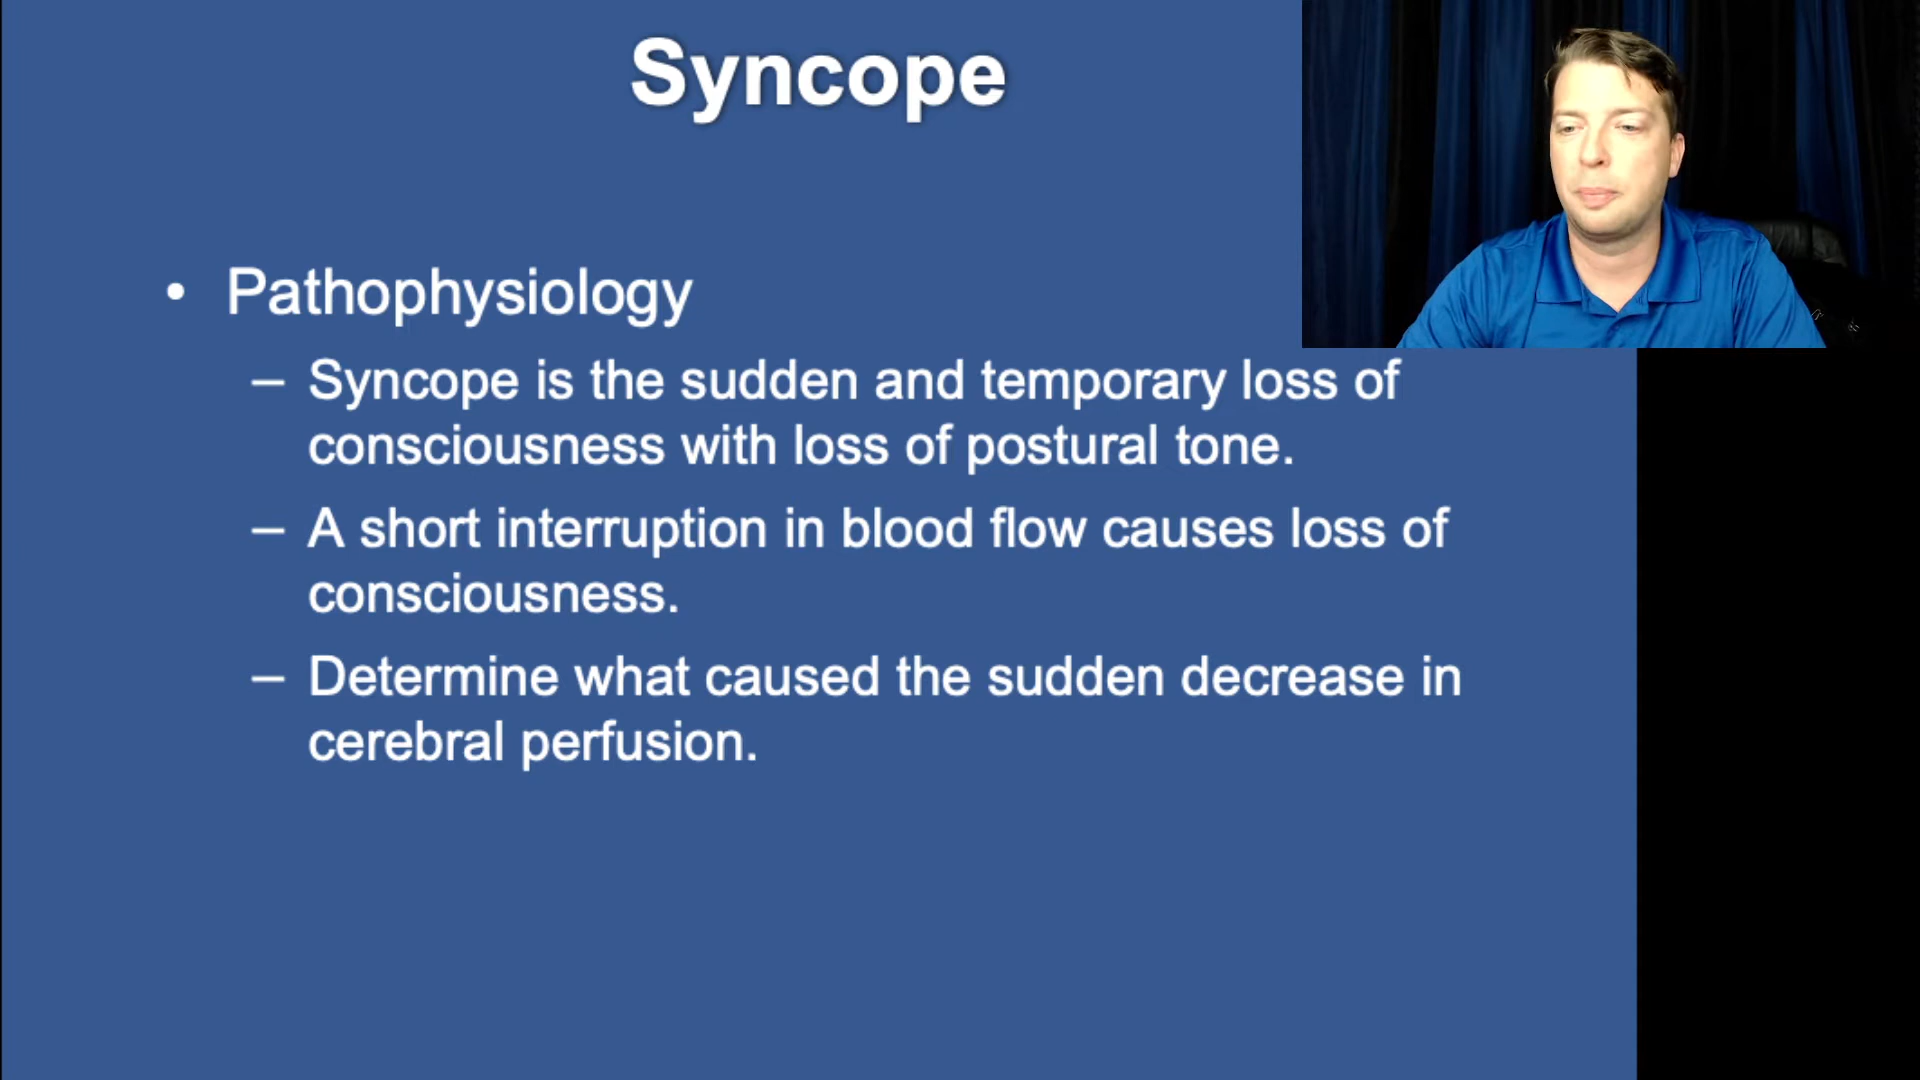 Syncope
• Pathophysiology
– Syncope is the sudden and temporary loss of
consciousness with loss of postural tone.
– A short interruption in blood flow causes loss of
consciousness.
– Determine what caused the sudden decrease in
cerebral perfusion.